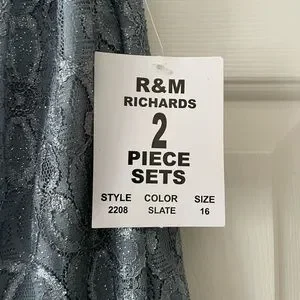 R&M
RICHARDS
2
PIECE
SETS
STYLE COLOR SIZE
2208 SLATE 16